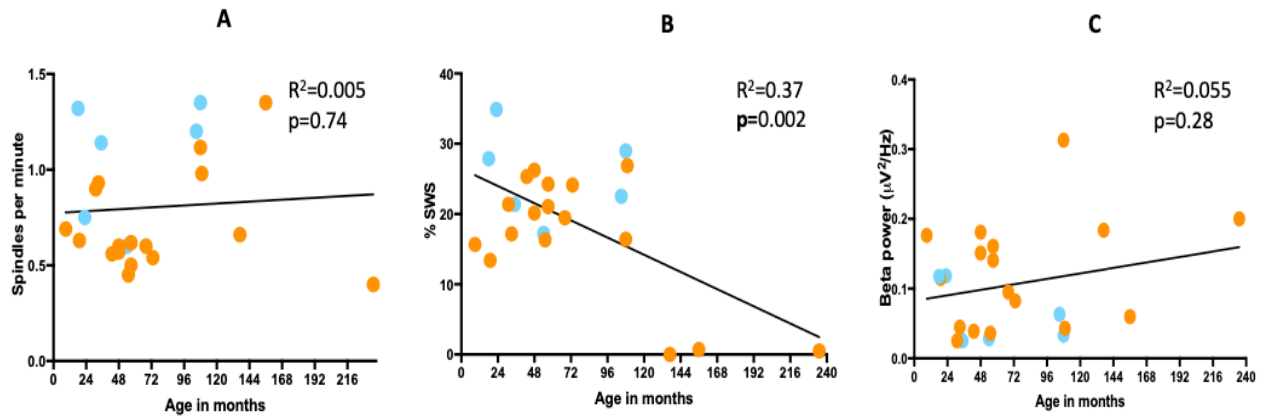 A
R²=0.005
p=0.74
Spindles per minute
1.5
1.0
0.5
0.0
0 24 48 72 96 120 144 168 192 216
Age in months
B
R²=0.37
p=0.002
% SWS
40
30
20
10
0
0 24 48 72 96 120 144 168 192 216 240
Age in months
C
R²=0.055
p=0.28
Beta power (μV²/Hz)
0.4
0.3
0.2
0.1
0.0
0 24 48 72 96 120 144 168 192 216 240
Age in months